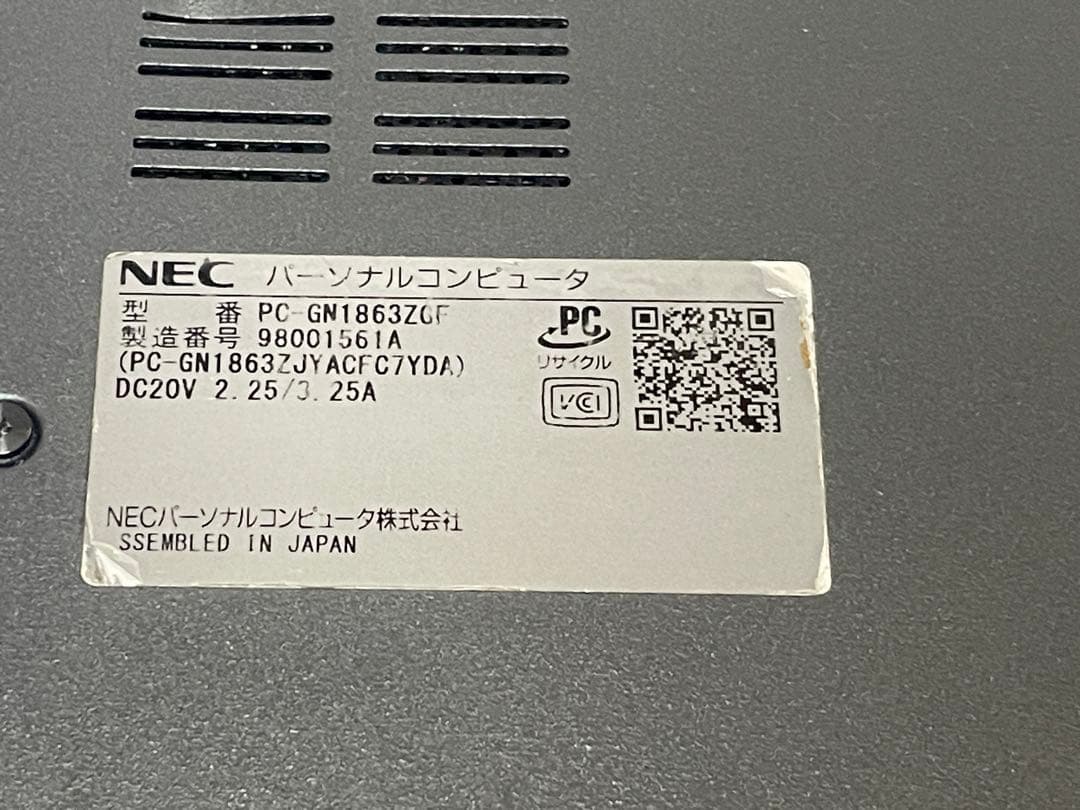 NEC パーソナルコンピュータ
型 番 PC-GN1863ZGF
製造番号 98001561A
(PC-GN1863ZJYACFC7YDA)
DC20V 2.25/3.25A
PC
リサイクル
VCI
NECパーソナルコンピュータ株式会社
SSEMBLED IN JAPAN